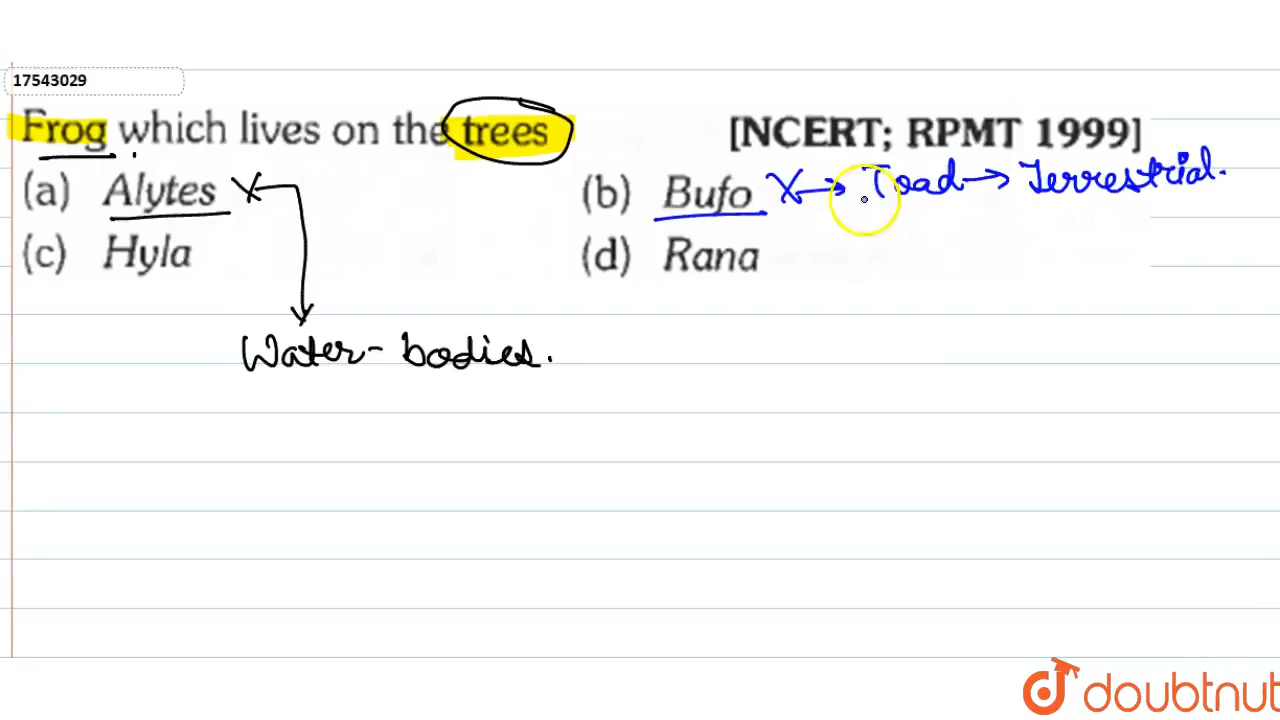 17543029
Frog which lives on the trees [NCERT; RPMT 1999]
(a) Alytes X → (b) Bufo X → Toad → Terrestrial.
(c) Hyla (d) Rana
Water-bodies.
doubtnut